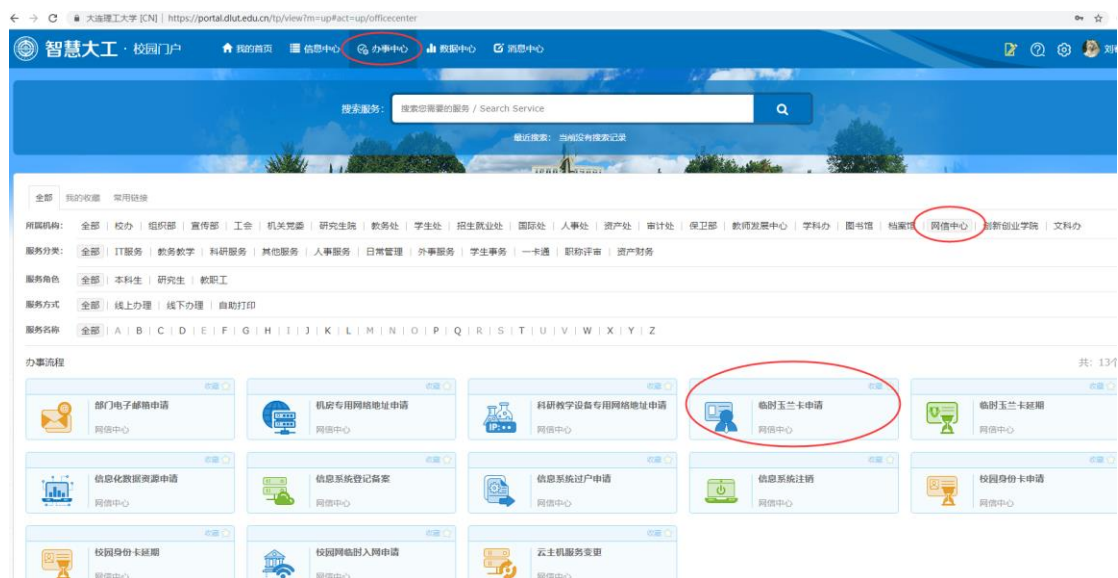 大连理工大学 [CN] | https://portal.dlut.edu.cn/tp/view?m=up#act=up/officecenter
智慧大工 · 校园门户 我的首页 信息中心 办事中心 数据中心 消息中心
搜索服务： 搜索您需要的服务 / Search Service
最近搜索： 当前没有搜索记录
全部 我的收藏 常用链接
所属机构： 全部 | 校办 | 组织部 | 宣传部 | 工会 | 机关党委 | 研究生院 | 教务处 | 学生处 | 招生就业处 | 国际处 | 人事处 | 资产处 | 审计处 | 保卫部 | 教师发展中心 | 学科办 | 图书馆 | 档案馆 | 网信中心 | 创新创业学院 | 文科办
服务分类： 全部 | IT服务 | 教务教学 | 科研服务 | 其他服务 | 人事服务 | 日常管理 | 外事服务 | 学生事务 | 一卡通 | 职称评审 | 资产财务
服务角色 全部 | 本科生 | 研究生 | 教职工
服务方式 全部 | 线上办理 | 线下办理 | 自助打印
服务名称 全部 | A | B | C | D | E | F | G | H | I | J | K | L | M | N | O | P | Q | R | S | T | U | V | W | X | Y | Z
办事流程 共：13个
收藏 收藏 收藏 收藏 收藏
部门电子邮箱申请 机房专用网络地址申请 科研教学设备专用网络地址申请 临时玉兰卡申请 临时玉兰卡延期
IP:
网信中心 网信中心 网信中心 网信中心 网信中心
收藏 收藏 收藏 收藏 收藏
信息化数据资源申请 信息系统登记备案 信息系统过户申请 信息系统注销 校园身份卡申请
网信中心 网信中心 网信中心 网信中心 网信中心
收藏 收藏 收藏
校园身份卡延期 校园网临时入网申请 云主机服务变更
网信中心 网信中心 网信中心